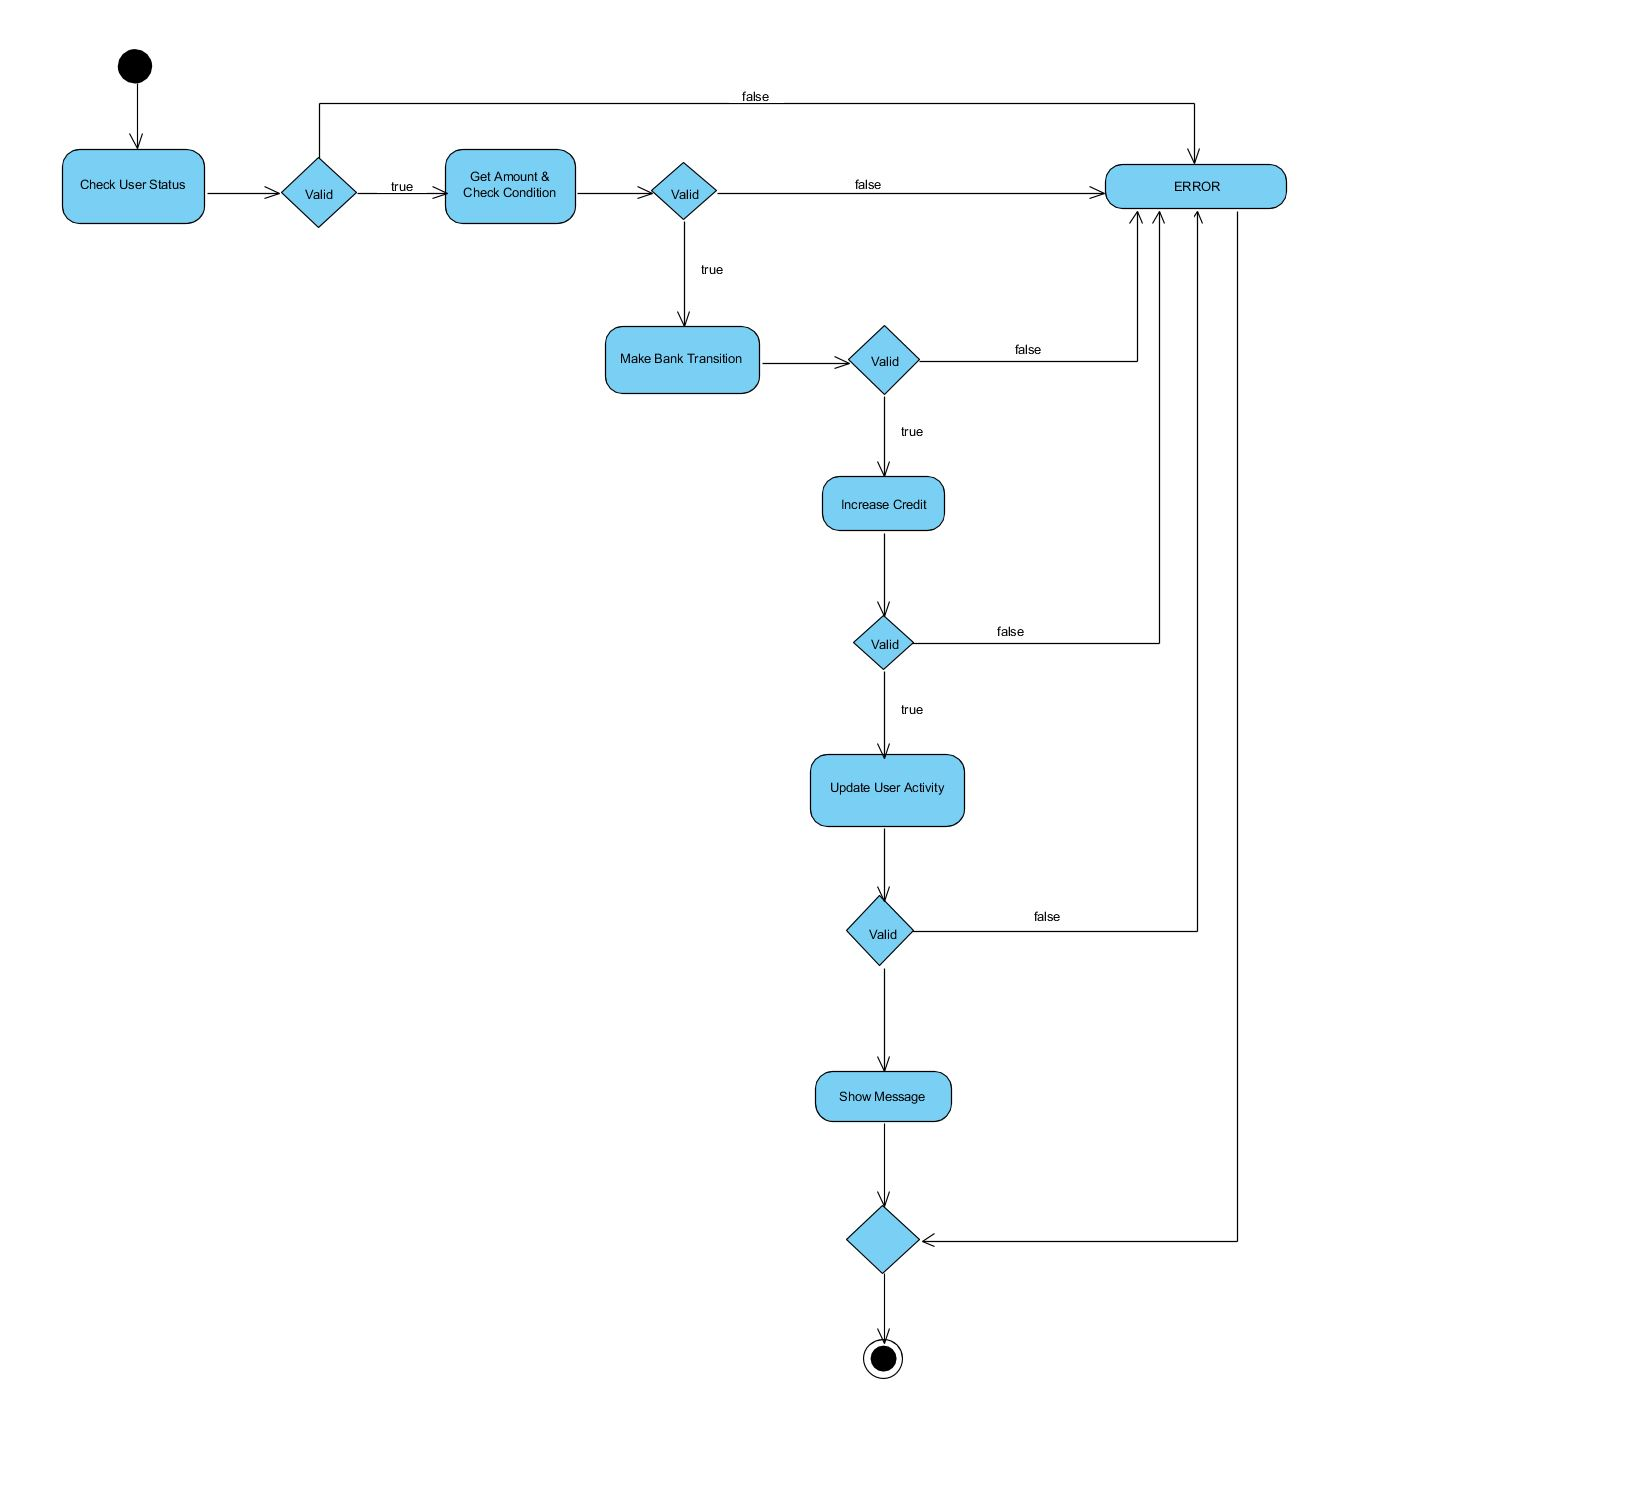 false
Check User Status
Valid
true
Get Amount &
Check Condition
Valid
false
ERROR
true
Make Bank Transition
Valid
false
true
Increase Credit
Valid
false
true
Update User Activity
Valid
false
Show Message